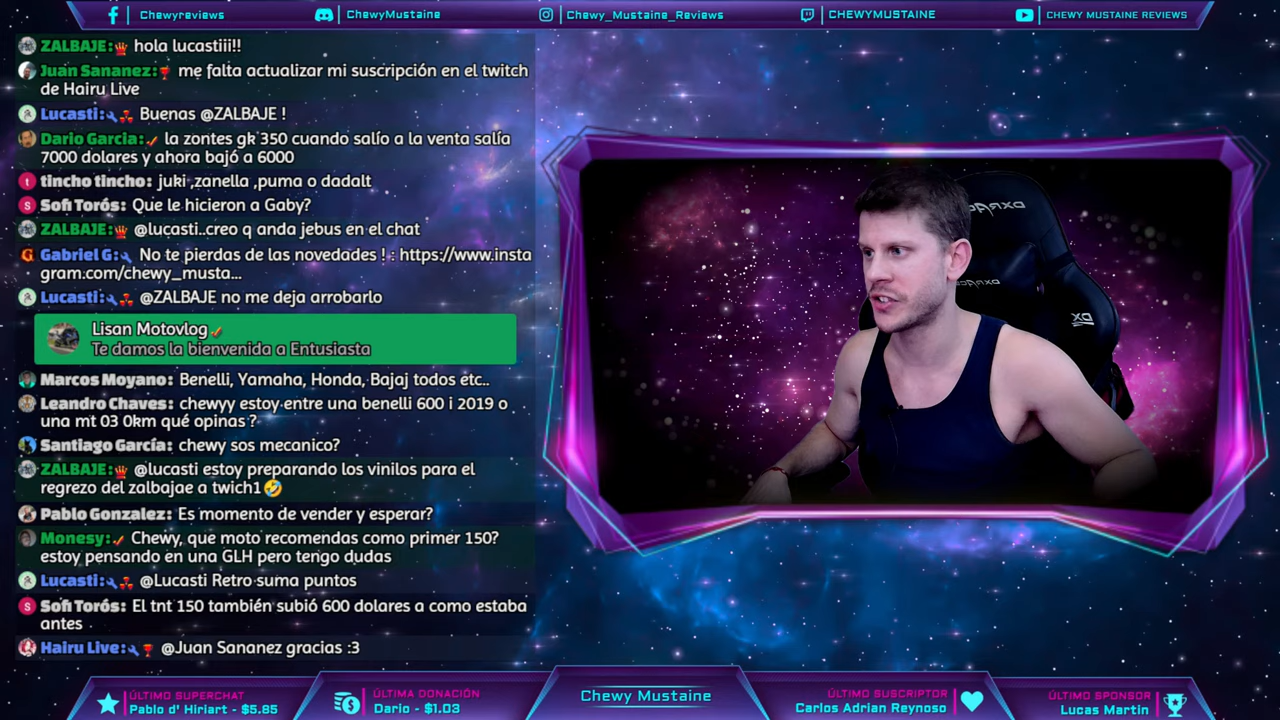 Chewyreviews
ChewyMustaine
Chewy_Mustaine_Reviews
CHEWYMUSTAINE
CHEWY MUSTAINE REVIEWS
ZALBAJE: hola lucastiii!!
Juan Sananez: me falta actualizar mi suscripción en el twitch
de Hairu Live
Lucasti: Buenas @ZALBAJE !
Dario Garcia: la zontes gk 350 cuando salío a la venta salía
7000 dolares y ahora bajó a 6000
t tincho tincho: juki ,zanella ,puma o dadalt
S Sofi Torós: Que le hicieron a Gaby?
ZALBAJE: @lucasti..creo q anda jebus en el chat
G Gabriel G: No te pierdas de las novedades ! : https://www.insta
gram.com/chewy_musta...
Lucasti: @ZALBAJE no me deja arrobarlo
Lisan Motovlog
Te damos la bienvenida a Entusiasta
Marcos Moyano: Benelli, Yamaha, Honda, Bajaj todos etc..
Leandro Chaves: chewyy estoy entre una benelli 600 i 2019 o
una mt 03 0km qué opinas ?
Santiago García: chewy sos mecanico?
ZALBAJE: @lucasti estoy preparando los vinilos para el
regrezo del zalbajae a twich1🤣
Pablo Gonzalez: Es momento de vender y esperar?
Monesy: Chewy, que moto recomendas como primer 150?
estoy pensando en una GLH pero tengo dudas
Lucasti: @Lucasti Retro suma puntos
S Sofi Torós: El tnt 150 también subió 600 dolares a como estaba
antes
Hairu Live: @Juan Sananez gracias :3
DXRACER
DX
ÚLTIMO SUPERCHAT
Pablo d' Hiriart - $5.85
ÚLTIMA DONACIÓN
Dario - $1.03
Chewy Mustaine
ÚLTIMO SUSCRIPTOR
Carlos Adrian Reynoso
ÚLTIMO SPONSOR
Lucas Martin